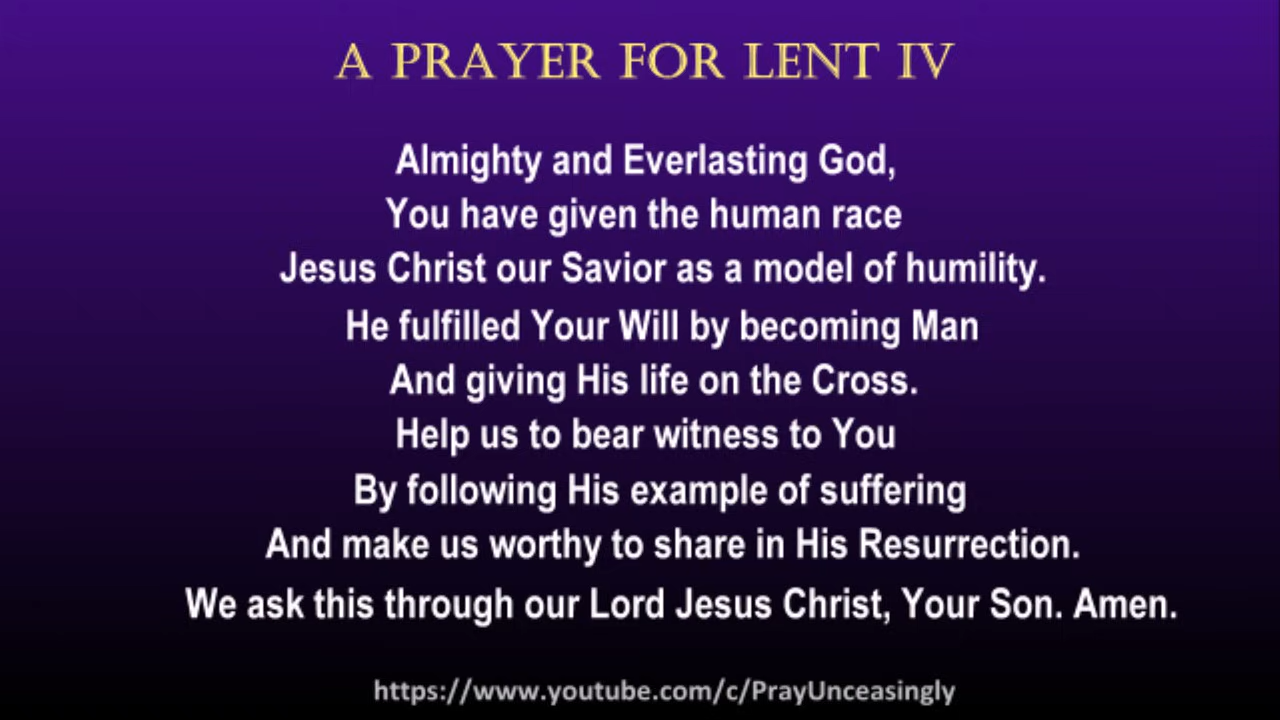 A PRAYER FOR LENT IV
Almighty and Everlasting God,
You have given the human race
Jesus Christ our Savior as a model of humility.
He fulfilled Your Will by becoming Man
And giving His life on the Cross.
Help us to bear witness to You
By following His example of suffering
And make us worthy to share in His Resurrection.
We ask this through our Lord Jesus Christ, Your Son. Amen.
https://www.youtube.com/c/PrayUnceasingly